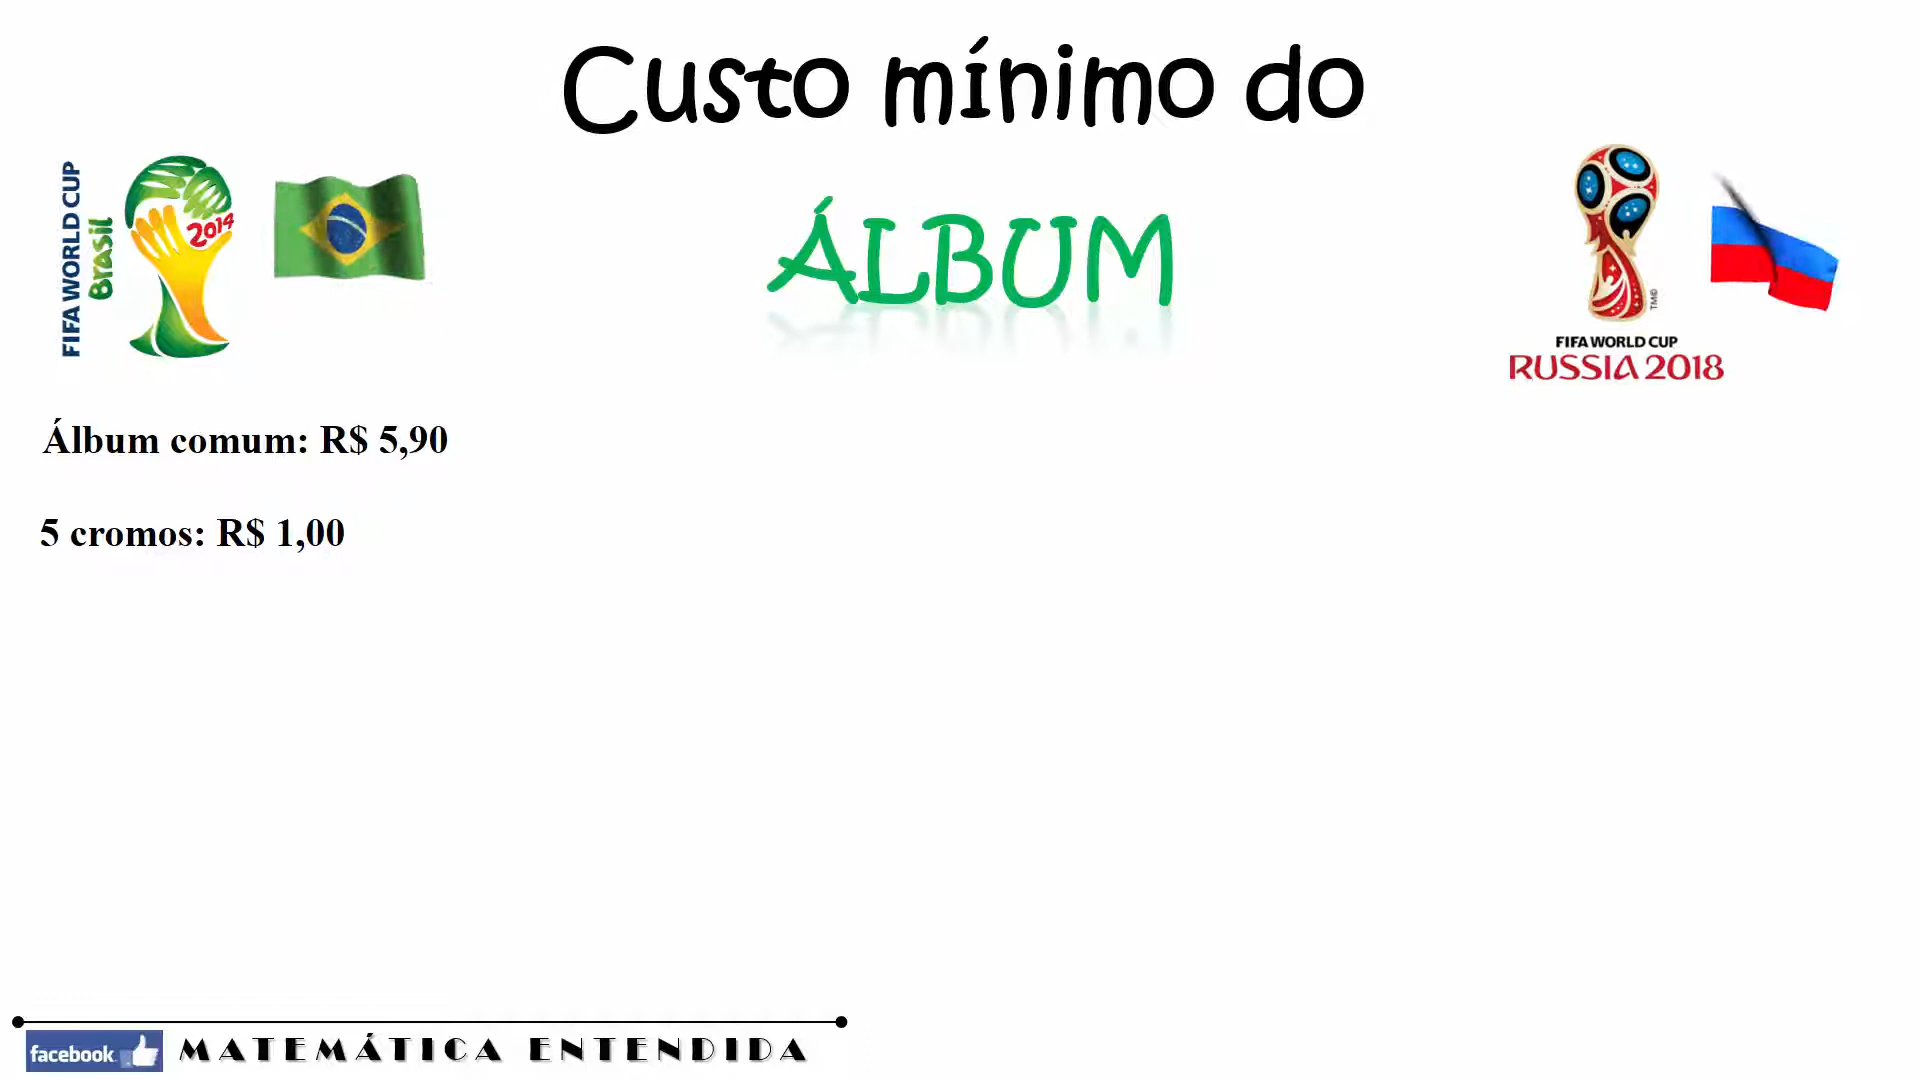 Custo mínimo do
ÁLBUM
FIFA WORLD CUP
Brasil
2014
TM©
FIFA WORLD CUP
RUSSIA 2018
Álbum comum: R$ 5,90
5 cromos: R$ 1,00
facebook
MATEMÁTICA ENTENDIDA